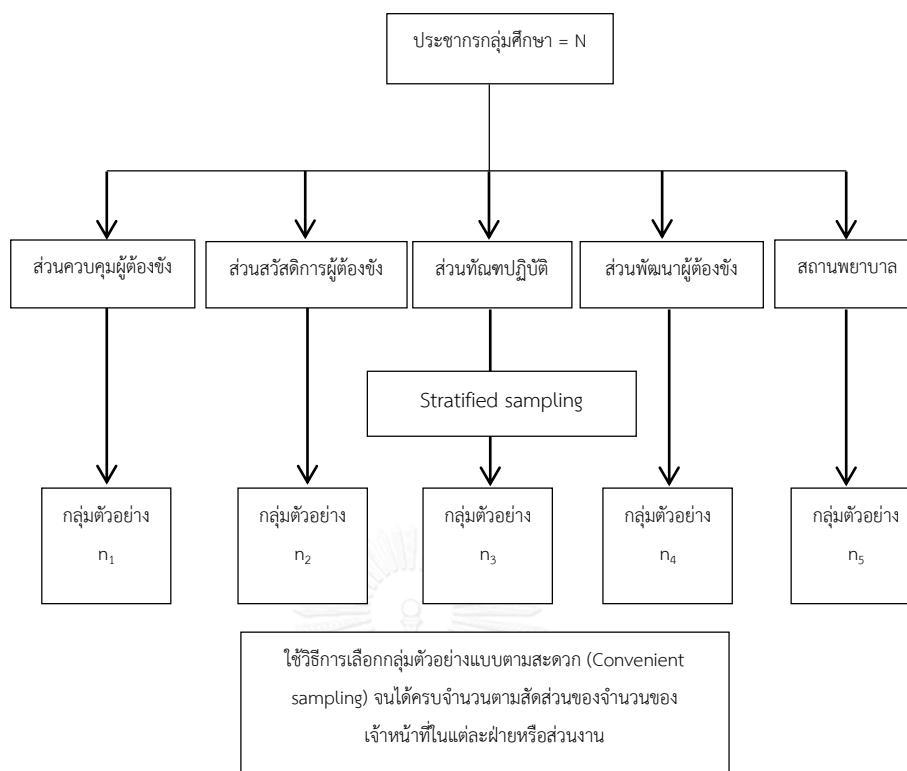 ประชากรกลุ่มศึกษา = N
ส่วนควบคุมผู้ต้องขัง
ส่วนสวัสดิการผู้ต้องขัง
ส่วนทัณฑปฏิบัติ
ส่วนพัฒนาผู้ต้องขัง
สถานพยาบาล
Stratified sampling
กลุ่มตัวอย่าง
n₁
กลุ่มตัวอย่าง
n₂
กลุ่มตัวอย่าง
n₃
กลุ่มตัวอย่าง
n₄
กลุ่มตัวอย่าง
n₅
ใช้วิธีการเลือกกลุ่มตัวอย่างแบบตามสะดวก (Convenient
sampling) จนได้ครบจำนวนตามสัดส่วนของจำนวนของ
เจ้าหน้าที่ในแต่ละฝ่ายหรือส่วนงาน